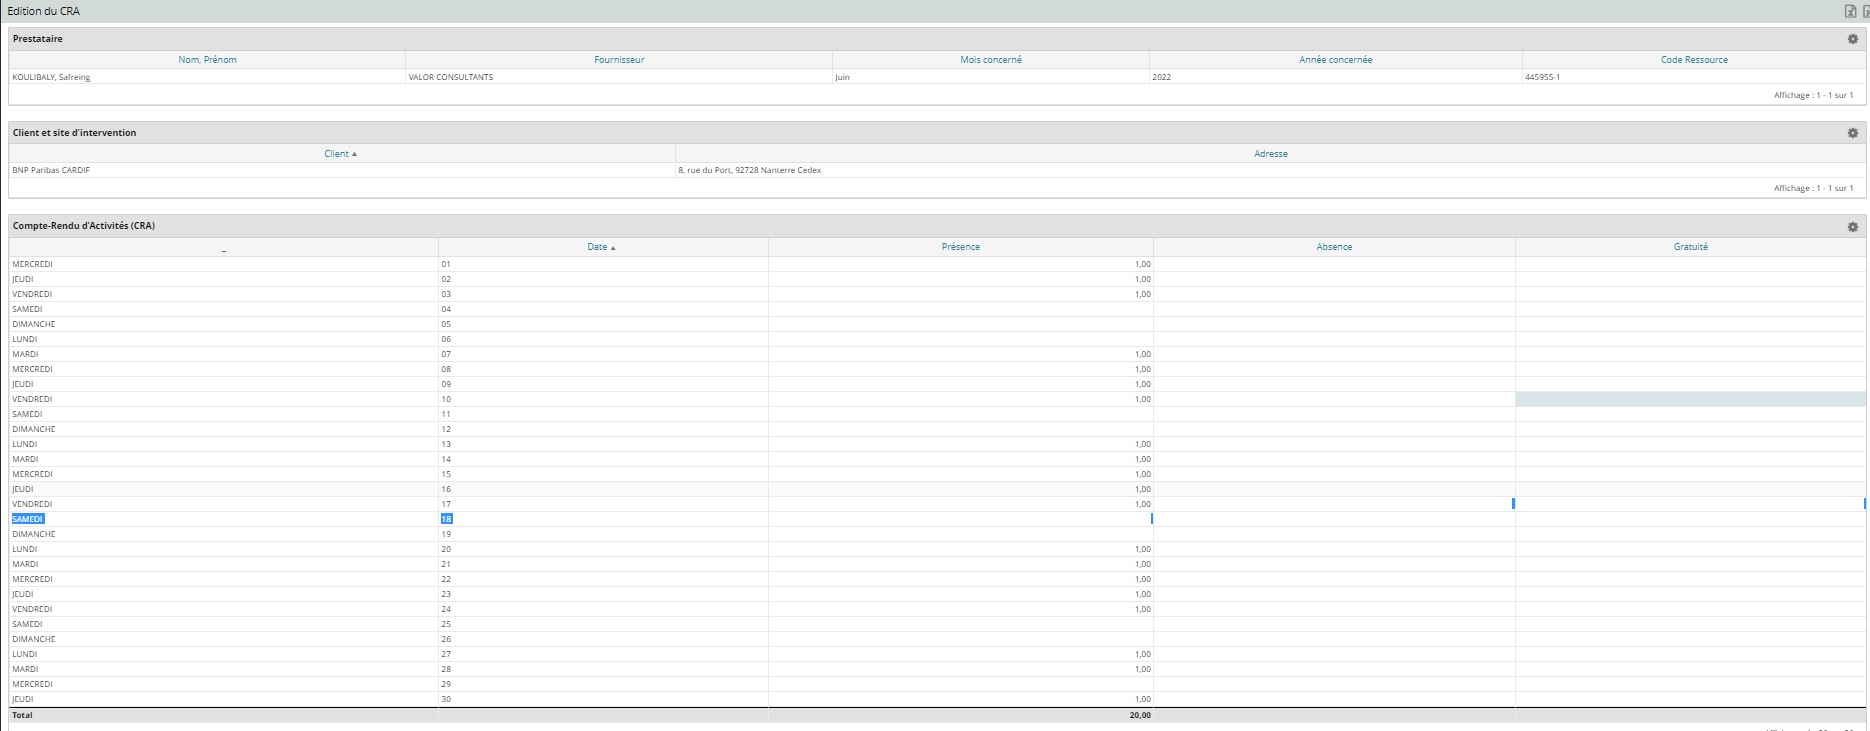 Edition du CRA
Prestataire
Nom, Prénom Fournisseur Mois concerné Année concernée Code Ressource
KOULIBALY, Safreing VALOR CONSULTANTS Juin 2022 445955-1
Affichage : 1 - 1 sur 1
Client et site d'intervention
Client Adresse
BNP Paribas CARDIF 8, rue du Port, 92728 Nanterre Cedex
Affichage : 1 - 1 sur 1
Compte-Rendu d'Activités (CRA)
_ Date Présence Absence Gratuité
MERCREDI 01 1,00
JEUDI 02 1,00
VENDREDI 03 1,00
SAMEDI 04
DIMANCHE 05
LUNDI 06
MARDI 07 1,00
MERCREDI 08 1,00
JEUDI 09 1,00
VENDREDI 10 1,00
SAMEDI 11
DIMANCHE 12
LUNDI 13 1,00
MARDI 14 1,00
MERCREDI 15 1,00
JEUDI 16 1,00
VENDREDI 17 1,00
SAMEDI 18
DIMANCHE 19
LUNDI 20 1,00
MARDI 21 1,00
MERCREDI 22 1,00
JEUDI 23 1,00
VENDREDI 24 1,00
SAMEDI 25
DIMANCHE 26
LUNDI 27 1,00
MARDI 28 1,00
MERCREDI 29
JEUDI 30 1,00
Total 20,00